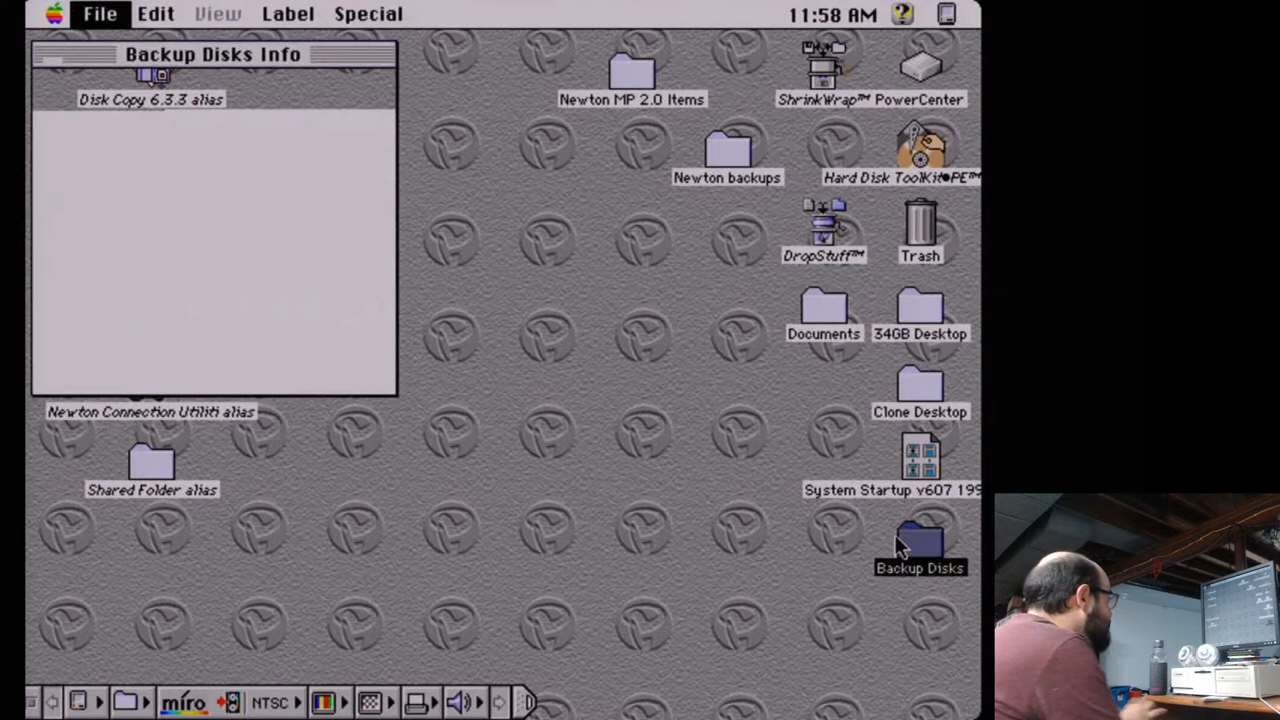 File Edit View Label Special 11:58 AM
Backup Disks Info
Disk Copy 6.3.3 alias
Newton MP 2.0 Items
ShrinkWrap™
PowerCenter
Newton backups
Hard Disk ToolKit•PE™
DropStuff™
Trash
Documents
34GB Desktop
Newton Connection Utiliti alias
Clone Desktop
Shared Folder alias
System Startup v607 199
Backup Disks
miro NTSC